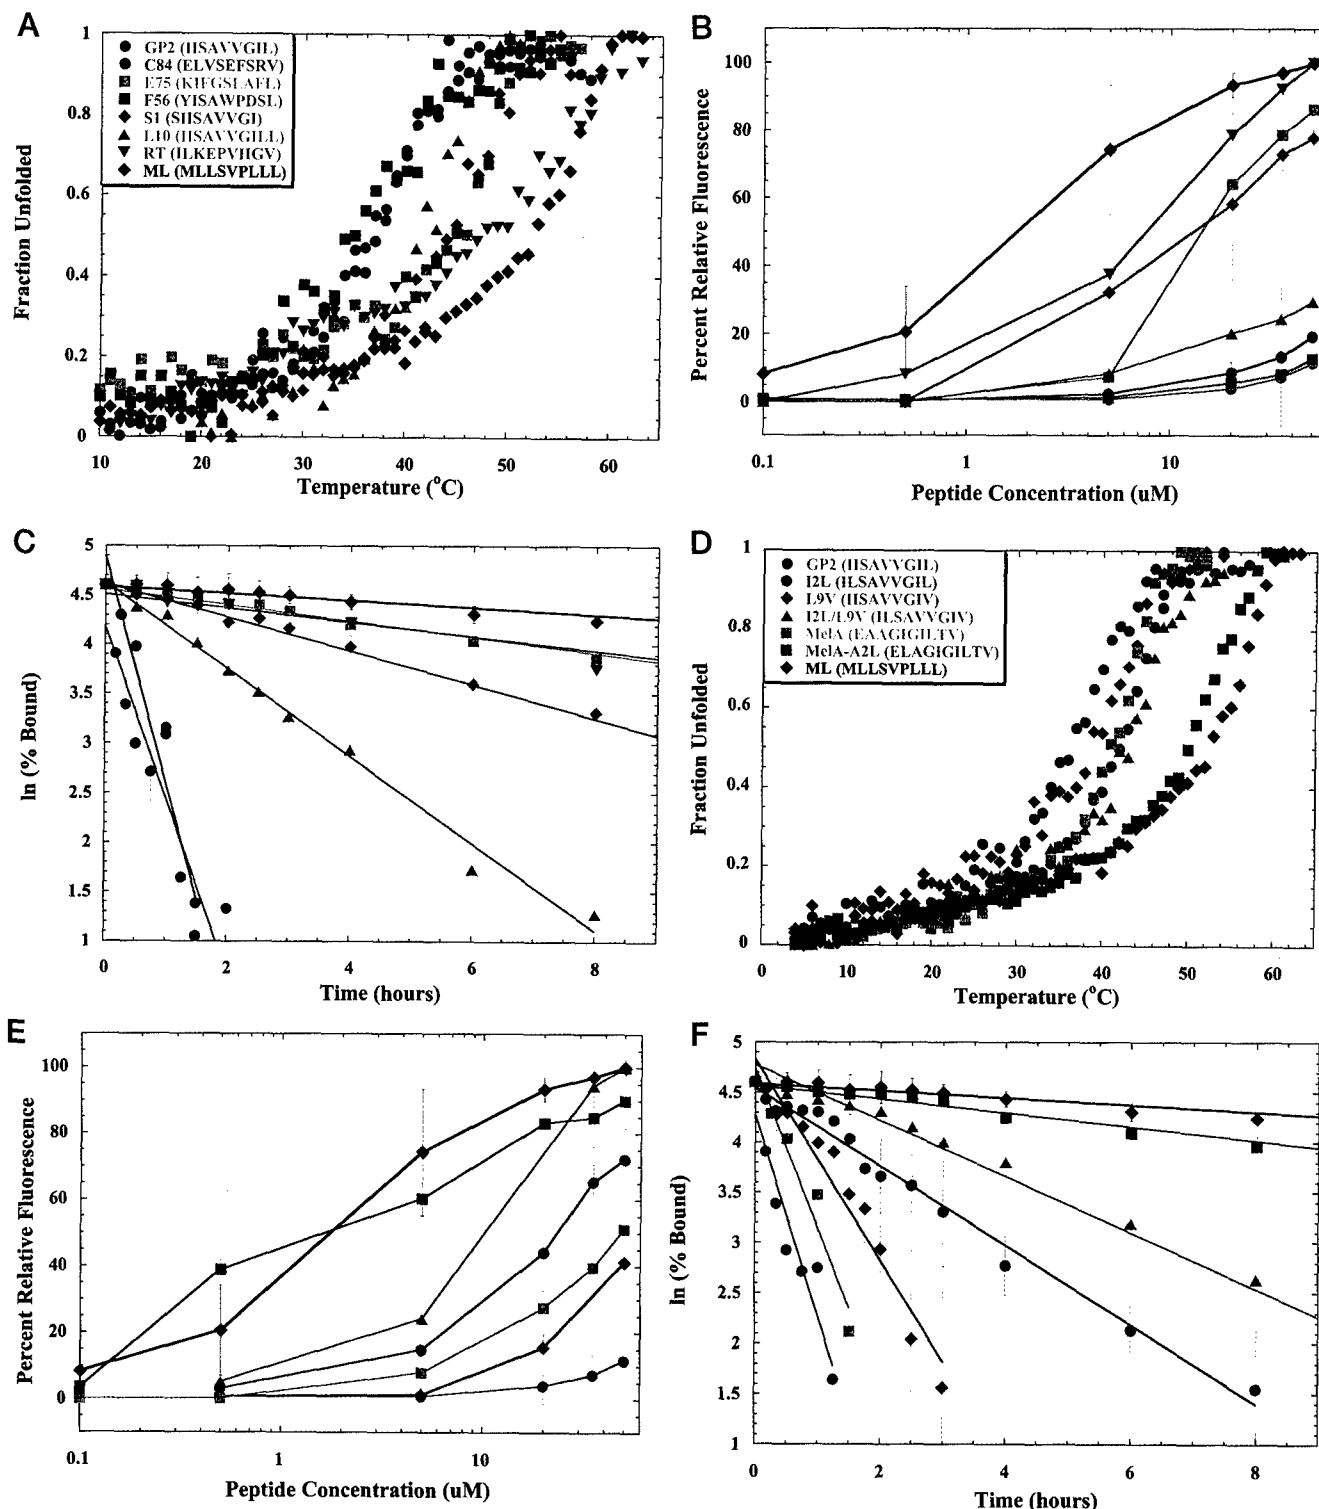 A
1
0.8
0.6
0.4
0.2
0
Fraction Unfolded
GP2 (IISAVVGIL)
C84 (ELVSEFSRV)
E75 (KIFGSLAFL)
F56 (YISAWPDSL)
S1 (SIISAVVGI)
L10 (IISAVVGILL)
RT (ILKEPVHGV)
ML (MLLSVPLLL)
10 20 30 40 50 60
Temperature (°C)
B
100
80
60
40
20
0
Percent Relative Fluorescence
0.1 1 10
Peptide Concentration (uM)
C
5
4.5
4
3.5
3
2.5
2
1.5
1
ln (% Bound)
0 2 4 6 8
Time (hours)
D
1
0.8
0.6
0.4
0.2
0
Fraction Unfolded
GP2 (IISAVVGIL)
I2L (ILSAVVGIL)
L9V (IISAVVGIV)
I2L/L9V (ILSAVVGIV)
MelA (EAAGIGILTV)
MelA-A2L (ELAGIGILTV)
ML (MLLSVPLLL)
0 10 20 30 40 50 60
Temperature (°C)
E
100
80
60
40
20
0
Percent Relative Fluorescence
0.1 1 10
Peptide Concentration (uM)
F
5
4.5
4
3.5
3
2.5
2
1.5
1
ln (% Bound)
0 2 4 6 8
Time (hours)